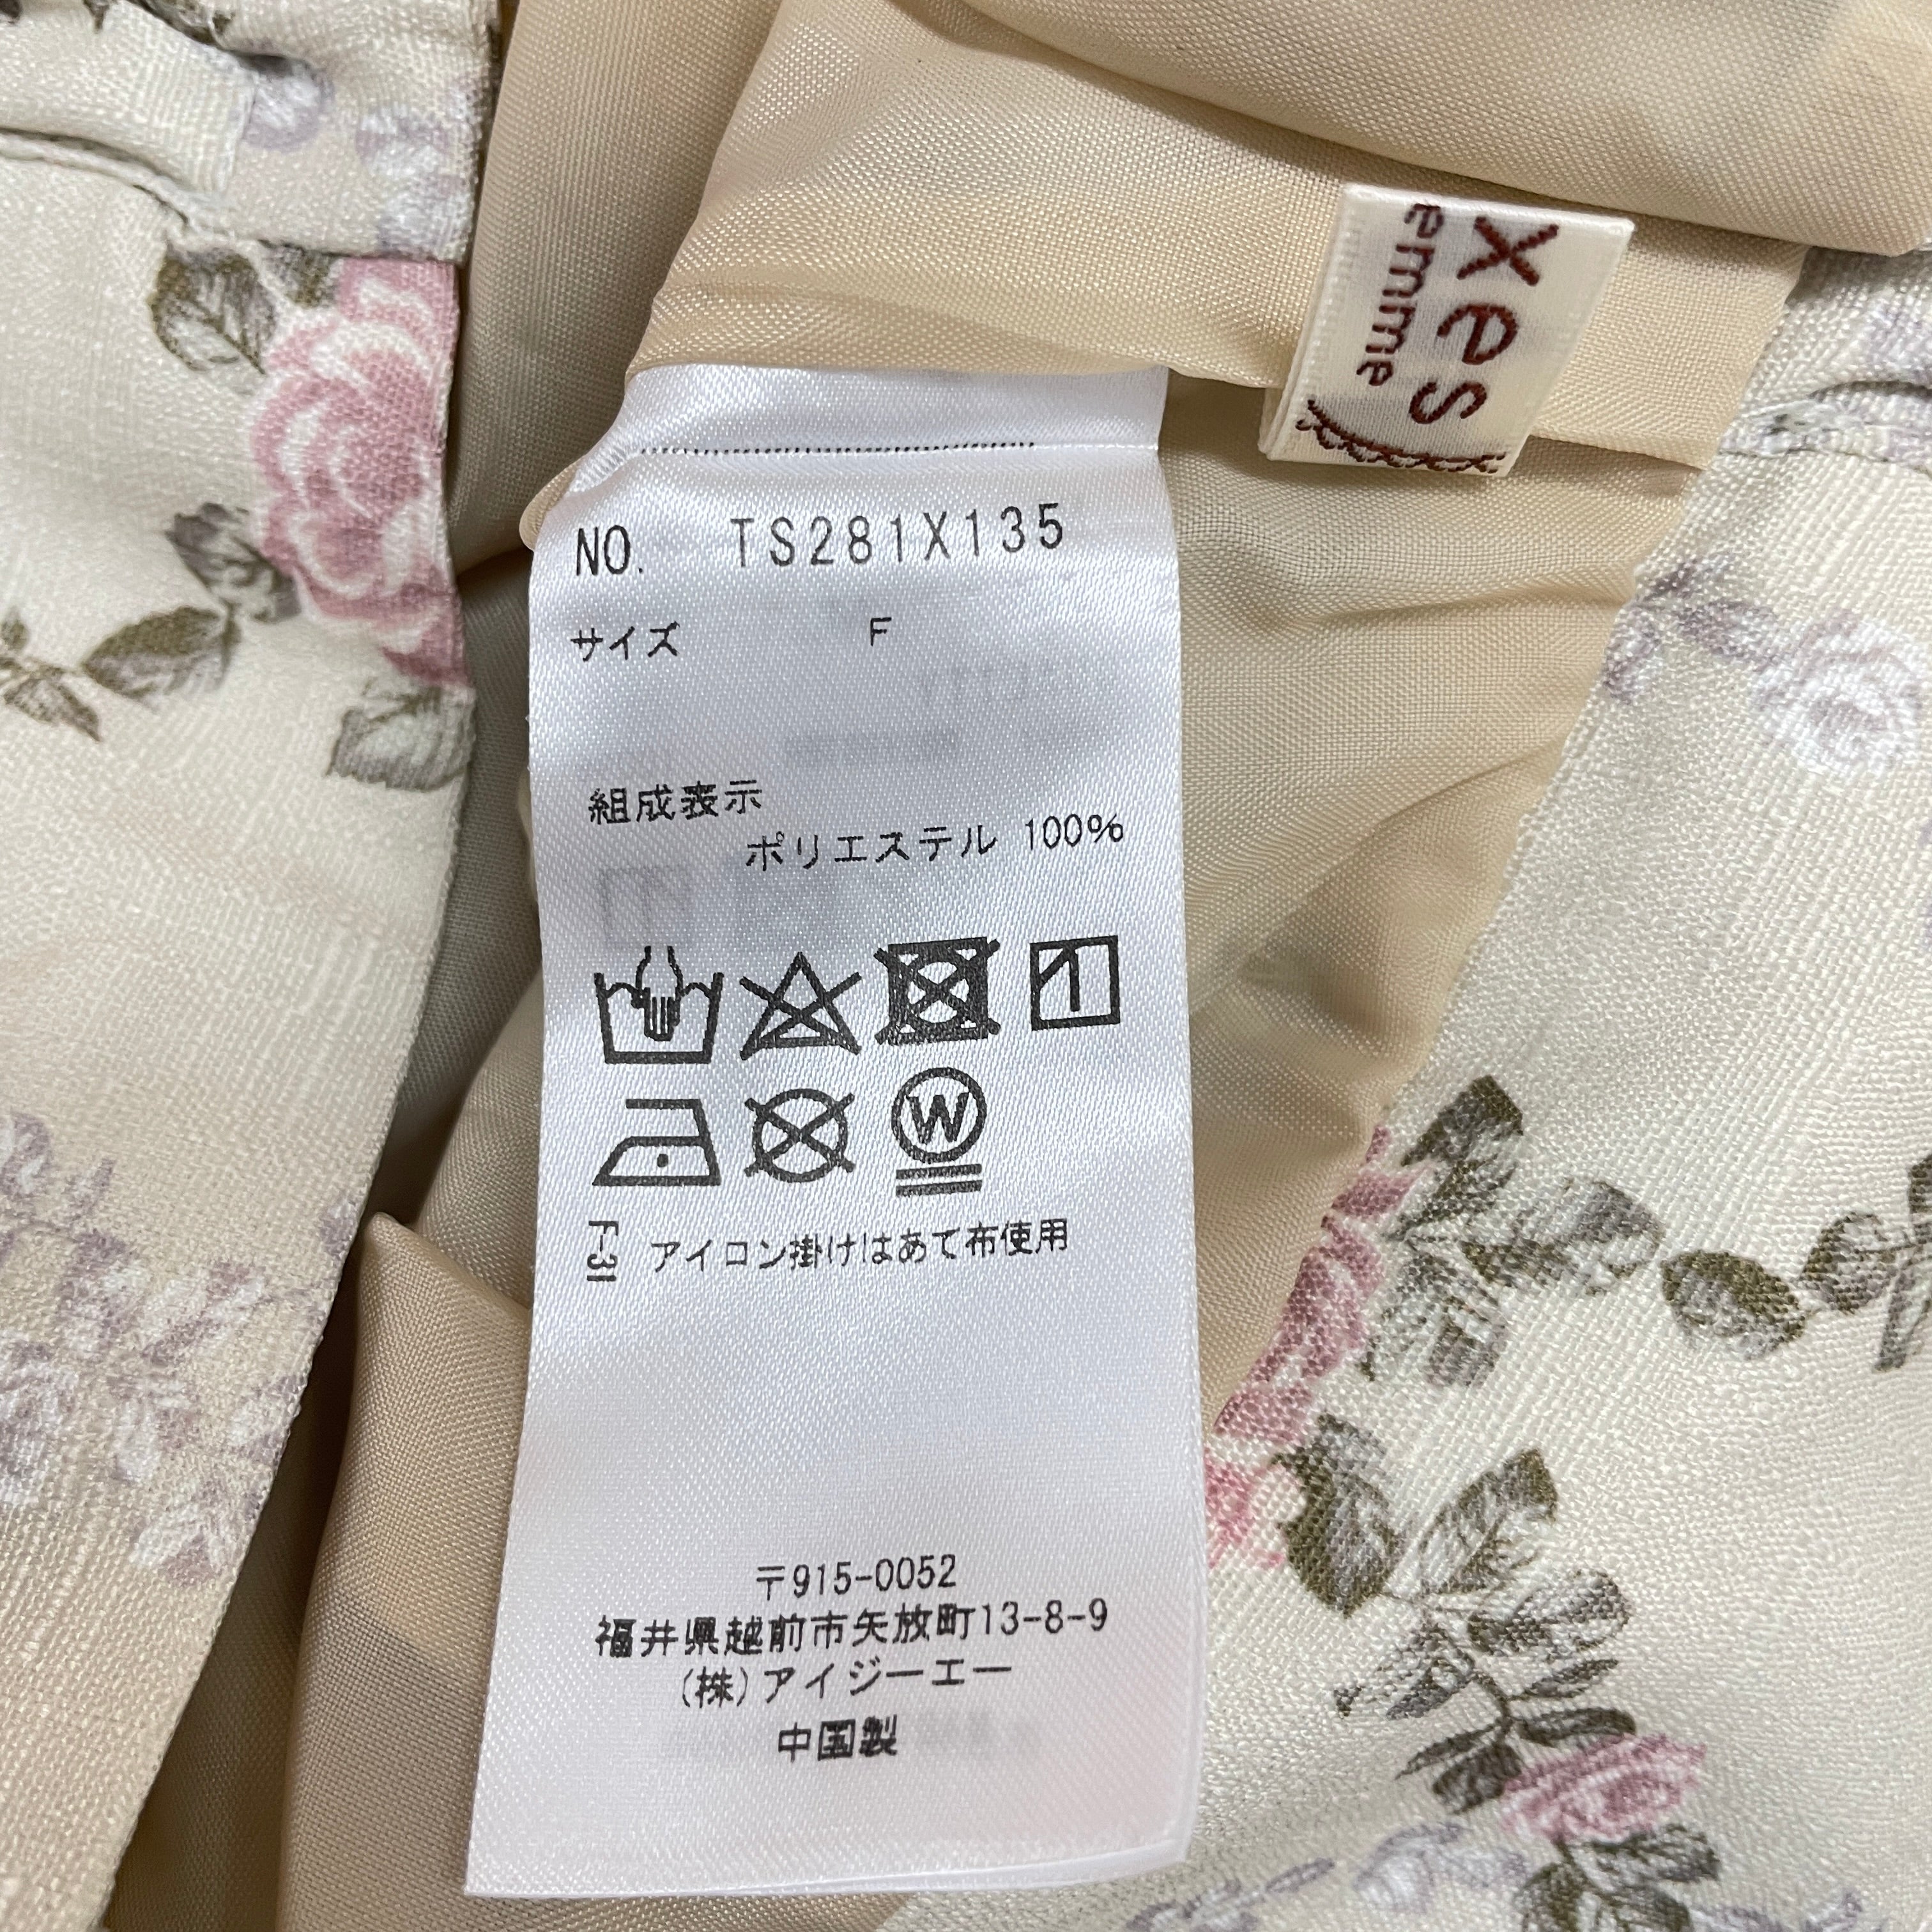 xes
emme
NO. TS281X135
サイズ F
組成表示
ポリエステル 100%
W
F-31 アイロン掛けはあて布使用
〒915-0052
福井県越前市矢放町13-8-9
(株)アイジーエー
中国製